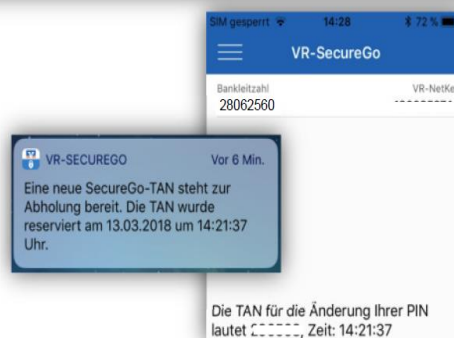 SIM gesperrt 14:28 72 %
VR-SecureGo
Bankleitzahl VR-NetKe
28062560
VR-SECUREGO Vor 6 Min.
Eine neue SecureGo-TAN steht zur
Abholung bereit. Die TAN wurde
reserviert am 13.03.2018 um 14:21:37
Uhr.
Die TAN für die Änderung Ihrer PIN
lautet , Zeit: 14:21:37